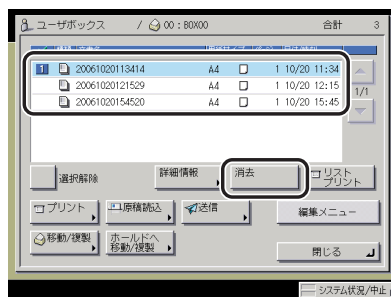 ユーザボックス / 00：BOX00 合計 3
1 20061020113414 A4 1 10/20 11:34
20061020121529 A4 1 10/20 12:15
20061020154520 A4 1 10/20 15:45
1/1
選択解除 詳細情報 消去 リスト
プリント
プリント 原稿読込 送信 編集メニュー
移動/複製 ホールドへ
移動/複製 閉じる
システム状況/中止